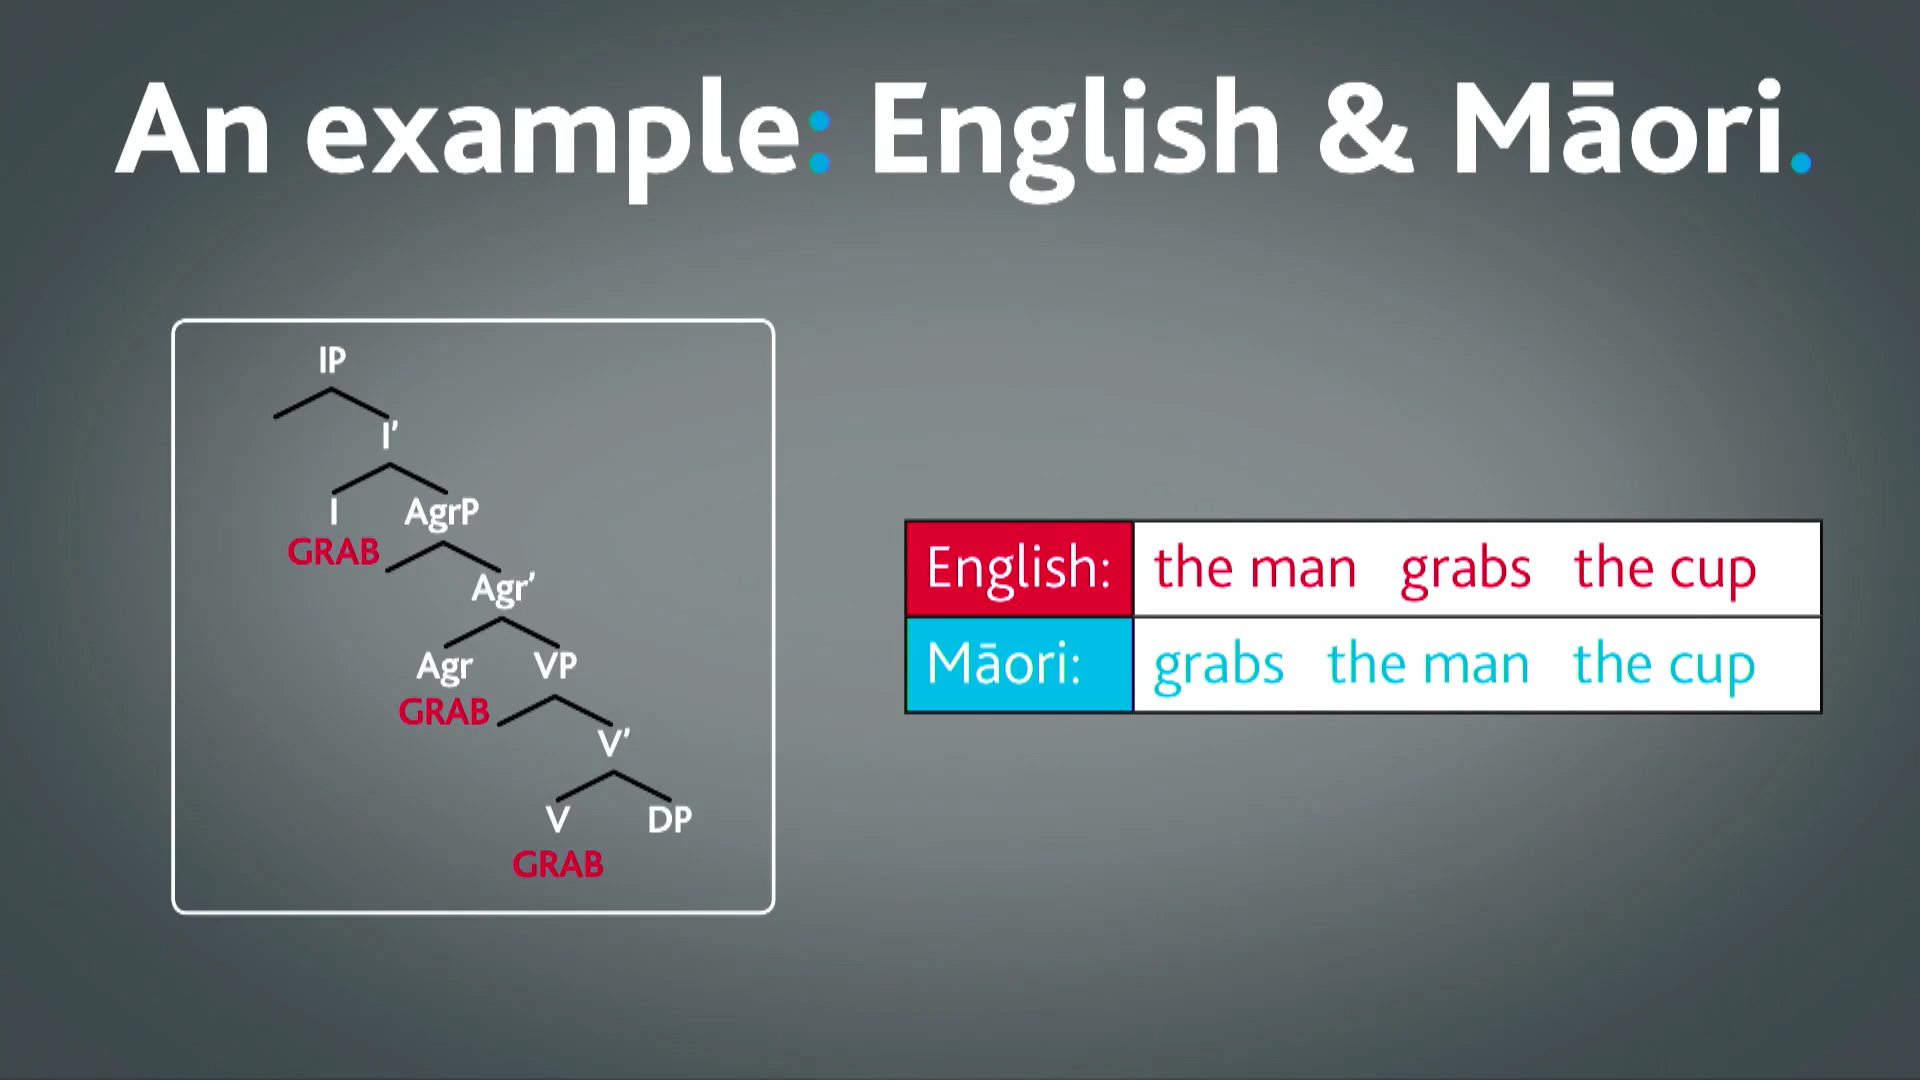 An example: English & Māori.
IP
I’
I AgrP
GRAB
Agr’
Agr VP
GRAB
V’
V DP
GRAB
English: the man grabs the cup
Māori: grabs the man the cup